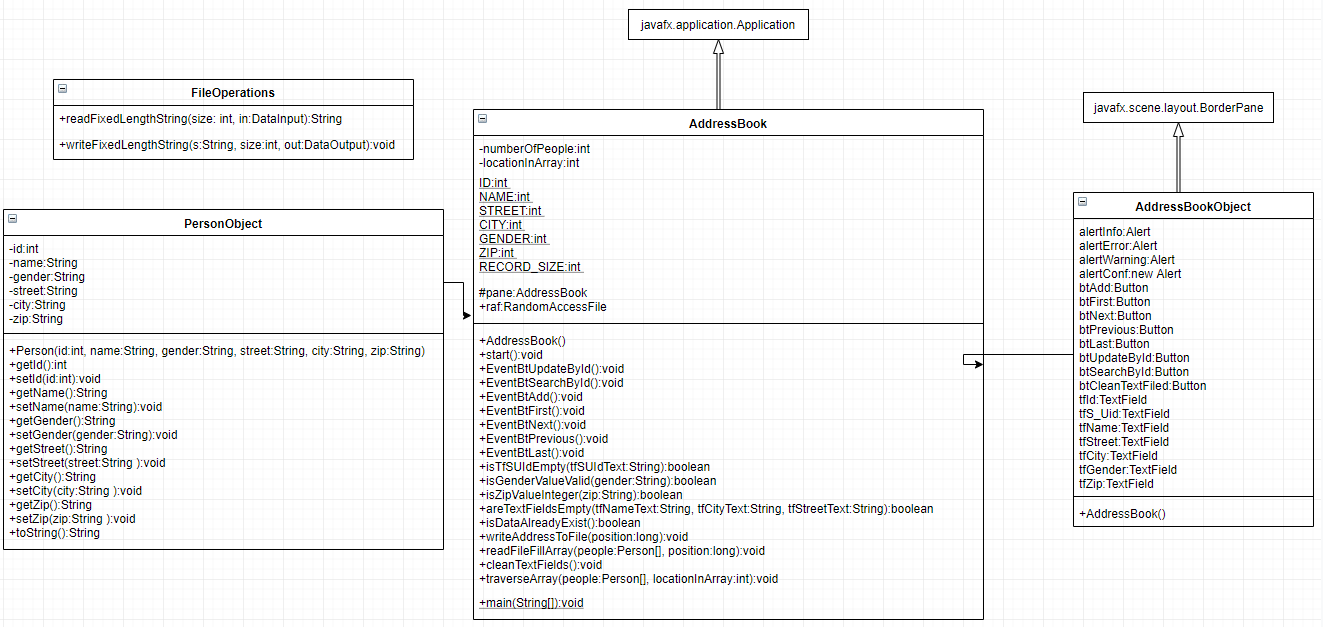 javafx.application.Application
FileOperations
+readFixedLengthString(size: int, in:DataInput):String
+writeFixedLengthString(s:String, size:int, out:DataOutput):void
PersonObject
-id:int
-name:String
-gender:String
-street:String
-city:String
-zip:String
+Person(id:int, name:String, gender:String, street:String, city:String, zip:String)
+getId():int
+setId(id:int):void
+getName():String
+setName(name:String):void
+getGender():String
+setGender(gender:String):void
+getStreet():String
+setStreet(street:String ):void
+getCity():String
+setCity(city:String ):void
+getZip():String
+setZip(zip:String ):void
+toString():String
AddressBook
-numberOfPeople:int
-locationInArray:int
ID:int
NAME:int
STREET:int
CITY:int
GENDER:int
ZIP:int
RECORD_SIZE:int
#pane:AddressBook
+raf:RandomAccessFile
+AddressBook()
+start():void
+EventBtUpdateById():void
+EventBtSearchById():void
+EventBtAdd():void
+EventBtFirst():void
+EventBtNext():void
+EventBtPrevious():void
+EventBtLast():void
+isTfSUIdEmpty(tfSUIdText:String):boolean
+isGenderValueValid(gender:String):boolean
+isZipValueInteger(zip:String):boolean
+areTextFieldsEmpty(tfNameText:String, tfCityText:String, tfStreetText:String):boolean
+isDataAlreadyExist():boolean
+writeAddressToFile(position:long):void
+readFileFillArray(people:Person[], position:long):void
+cleanTextFields():void
+traverseArray(people:Person[], locationInArray:int):void
+main(String[]):void
javafx.scene.layout.BorderPane
AddressBookObject
alertInfo:Alert
alertError:Alert
alertWarning:Alert
alertConf:new Alert
btAdd:Button
btFirst:Button
btNext:Button
btPrevious:Button
btLast:Button
btUpdateById:Button
btSearchById:Button
btCleanTextFiled:Button
tfId:TextField
tfS_Uid:TextField
tfName:TextField
tfStreet:TextField
tfCity:TextField
tfGender:TextField
tfZip:TextField
+AddressBook()